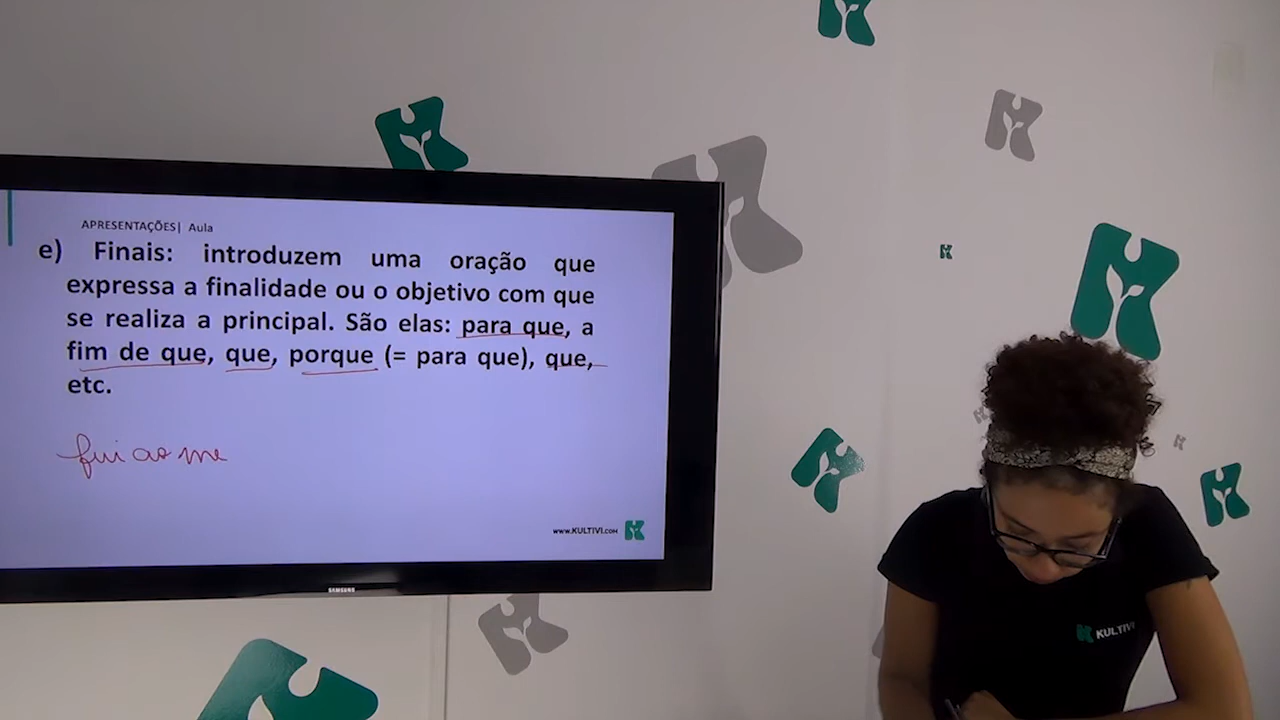 APRESENTAÇÕES| Aula
e) Finais: introduzem uma oração que
expressa a finalidade ou o objetivo com que
se realiza a principal. São elas: para que, a
fim de que, que, porque (= para que), que,
etc.
fui ao me
www.KULTIVI.com
SAMSUNG
KULTIVI